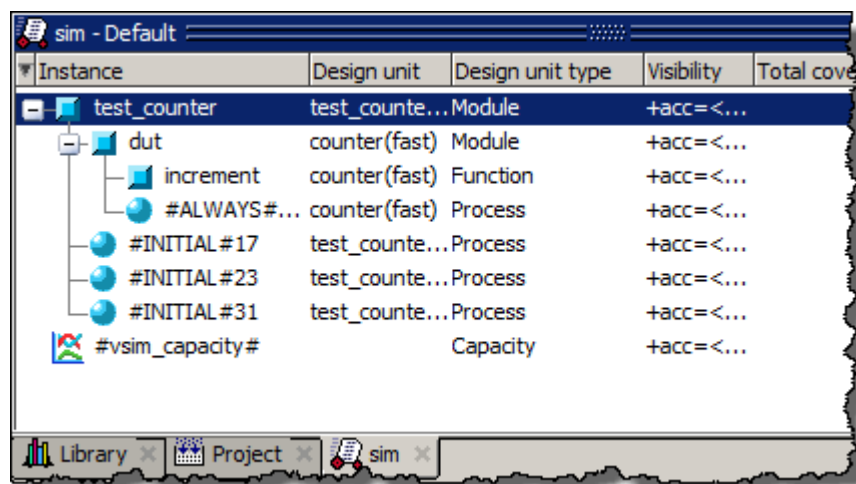 sim - Default
Instance Design unit Design unit type Visibility Total cove
test_counter test_counte... Module +acc=<...
dut counter(fast) Module +acc=<...
increment counter(fast) Function +acc=<...
#ALWAYS#... counter(fast) Process +acc=<...
#INITIAL#17 test_counte... Process +acc=<...
#INITIAL#23 test_counte... Process +acc=<...
#INITIAL#31 test_counte... Process +acc=<...
#vsim_capacity# Capacity +acc=<...
Library Project sim